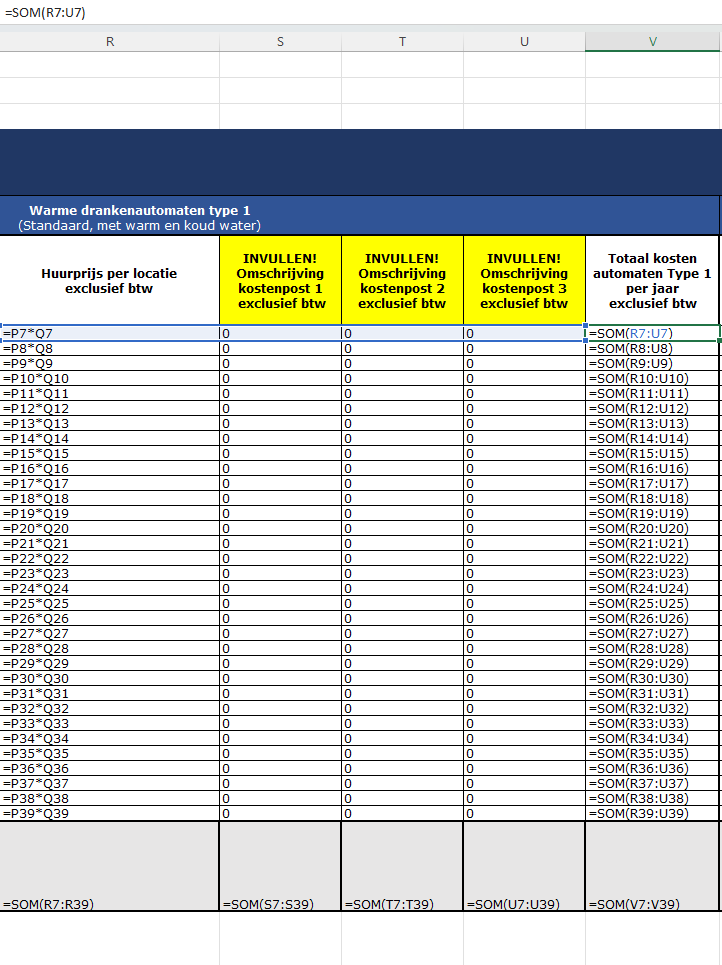 =SOM(R7:U7)
R S T U V
Warme drankenautomaten type 1
(Standaard, met warm en koud water)
Huurprijs per locatie
exclusief btw
INVULLEN!
Omschrijving
kostenpost 1
exclusief btw
INVULLEN!
Omschrijving
kostenpost 2
exclusief btw
INVULLEN!
Omschrijving
kostenpost 3
exclusief btw
Totaal kosten
automaten Type 1
per jaar
exclusief btw
=P7*Q7 0 0 0 =SOM(R7:U7)
=P8*Q8 0 0 0 =SOM(R8:U8)
=P9*Q9 0 0 0 =SOM(R9:U9)
=P10*Q10 0 0 0 =SOM(R10:U10)
=P11*Q11 0 0 0 =SOM(R11:U11)
=P12*Q12 0 0 0 =SOM(R12:U12)
=P13*Q13 0 0 0 =SOM(R13:U13)
=P14*Q14 0 0 0 =SOM(R14:U14)
=P15*Q15 0 0 0 =SOM(R15:U15)
=P16*Q16 0 0 0 =SOM(R16:U16)
=P17*Q17 0 0 0 =SOM(R17:U17)
=P18*Q18 0 0 0 =SOM(R18:U18)
=P19*Q19 0 0 0 =SOM(R19:U19)
=P20*Q20 0 0 0 =SOM(R20:U20)
=P21*Q21 0 0 0 =SOM(R21:U21)
=P22*Q22 0 0 0 =SOM(R22:U22)
=P23*Q23 0 0 0 =SOM(R23:U23)
=P24*Q24 0 0 0 =SOM(R24:U24)
=P25*Q25 0 0 0 =SOM(R25:U25)
=P26*Q26 0 0 0 =SOM(R26:U26)
=P27*Q27 0 0 0 =SOM(R27:U27)
=P28*Q28 0 0 0 =SOM(R28:U28)
=P29*Q29 0 0 0 =SOM(R29:U29)
=P30*Q30 0 0 0 =SOM(R30:U30)
=P31*Q31 0 0 0 =SOM(R31:U31)
=P32*Q32 0 0 0 =SOM(R32:U32)
=P33*Q33 0 0 0 =SOM(R33:U33)
=P34*Q34 0 0 0 =SOM(R34:U34)
=P35*Q35 0 0 0 =SOM(R35:U35)
=P36*Q36 0 0 0 =SOM(R36:U36)
=P37*Q37 0 0 0 =SOM(R37:U37)
=P38*Q38 0 0 0 =SOM(R38:U38)
=P39*Q39 0 0 0 =SOM(R39:U39)
=SOM(R7:R39) =SOM(S7:S39) =SOM(T7:T39) =SOM(U7:U39) =SOM(V7:V39)